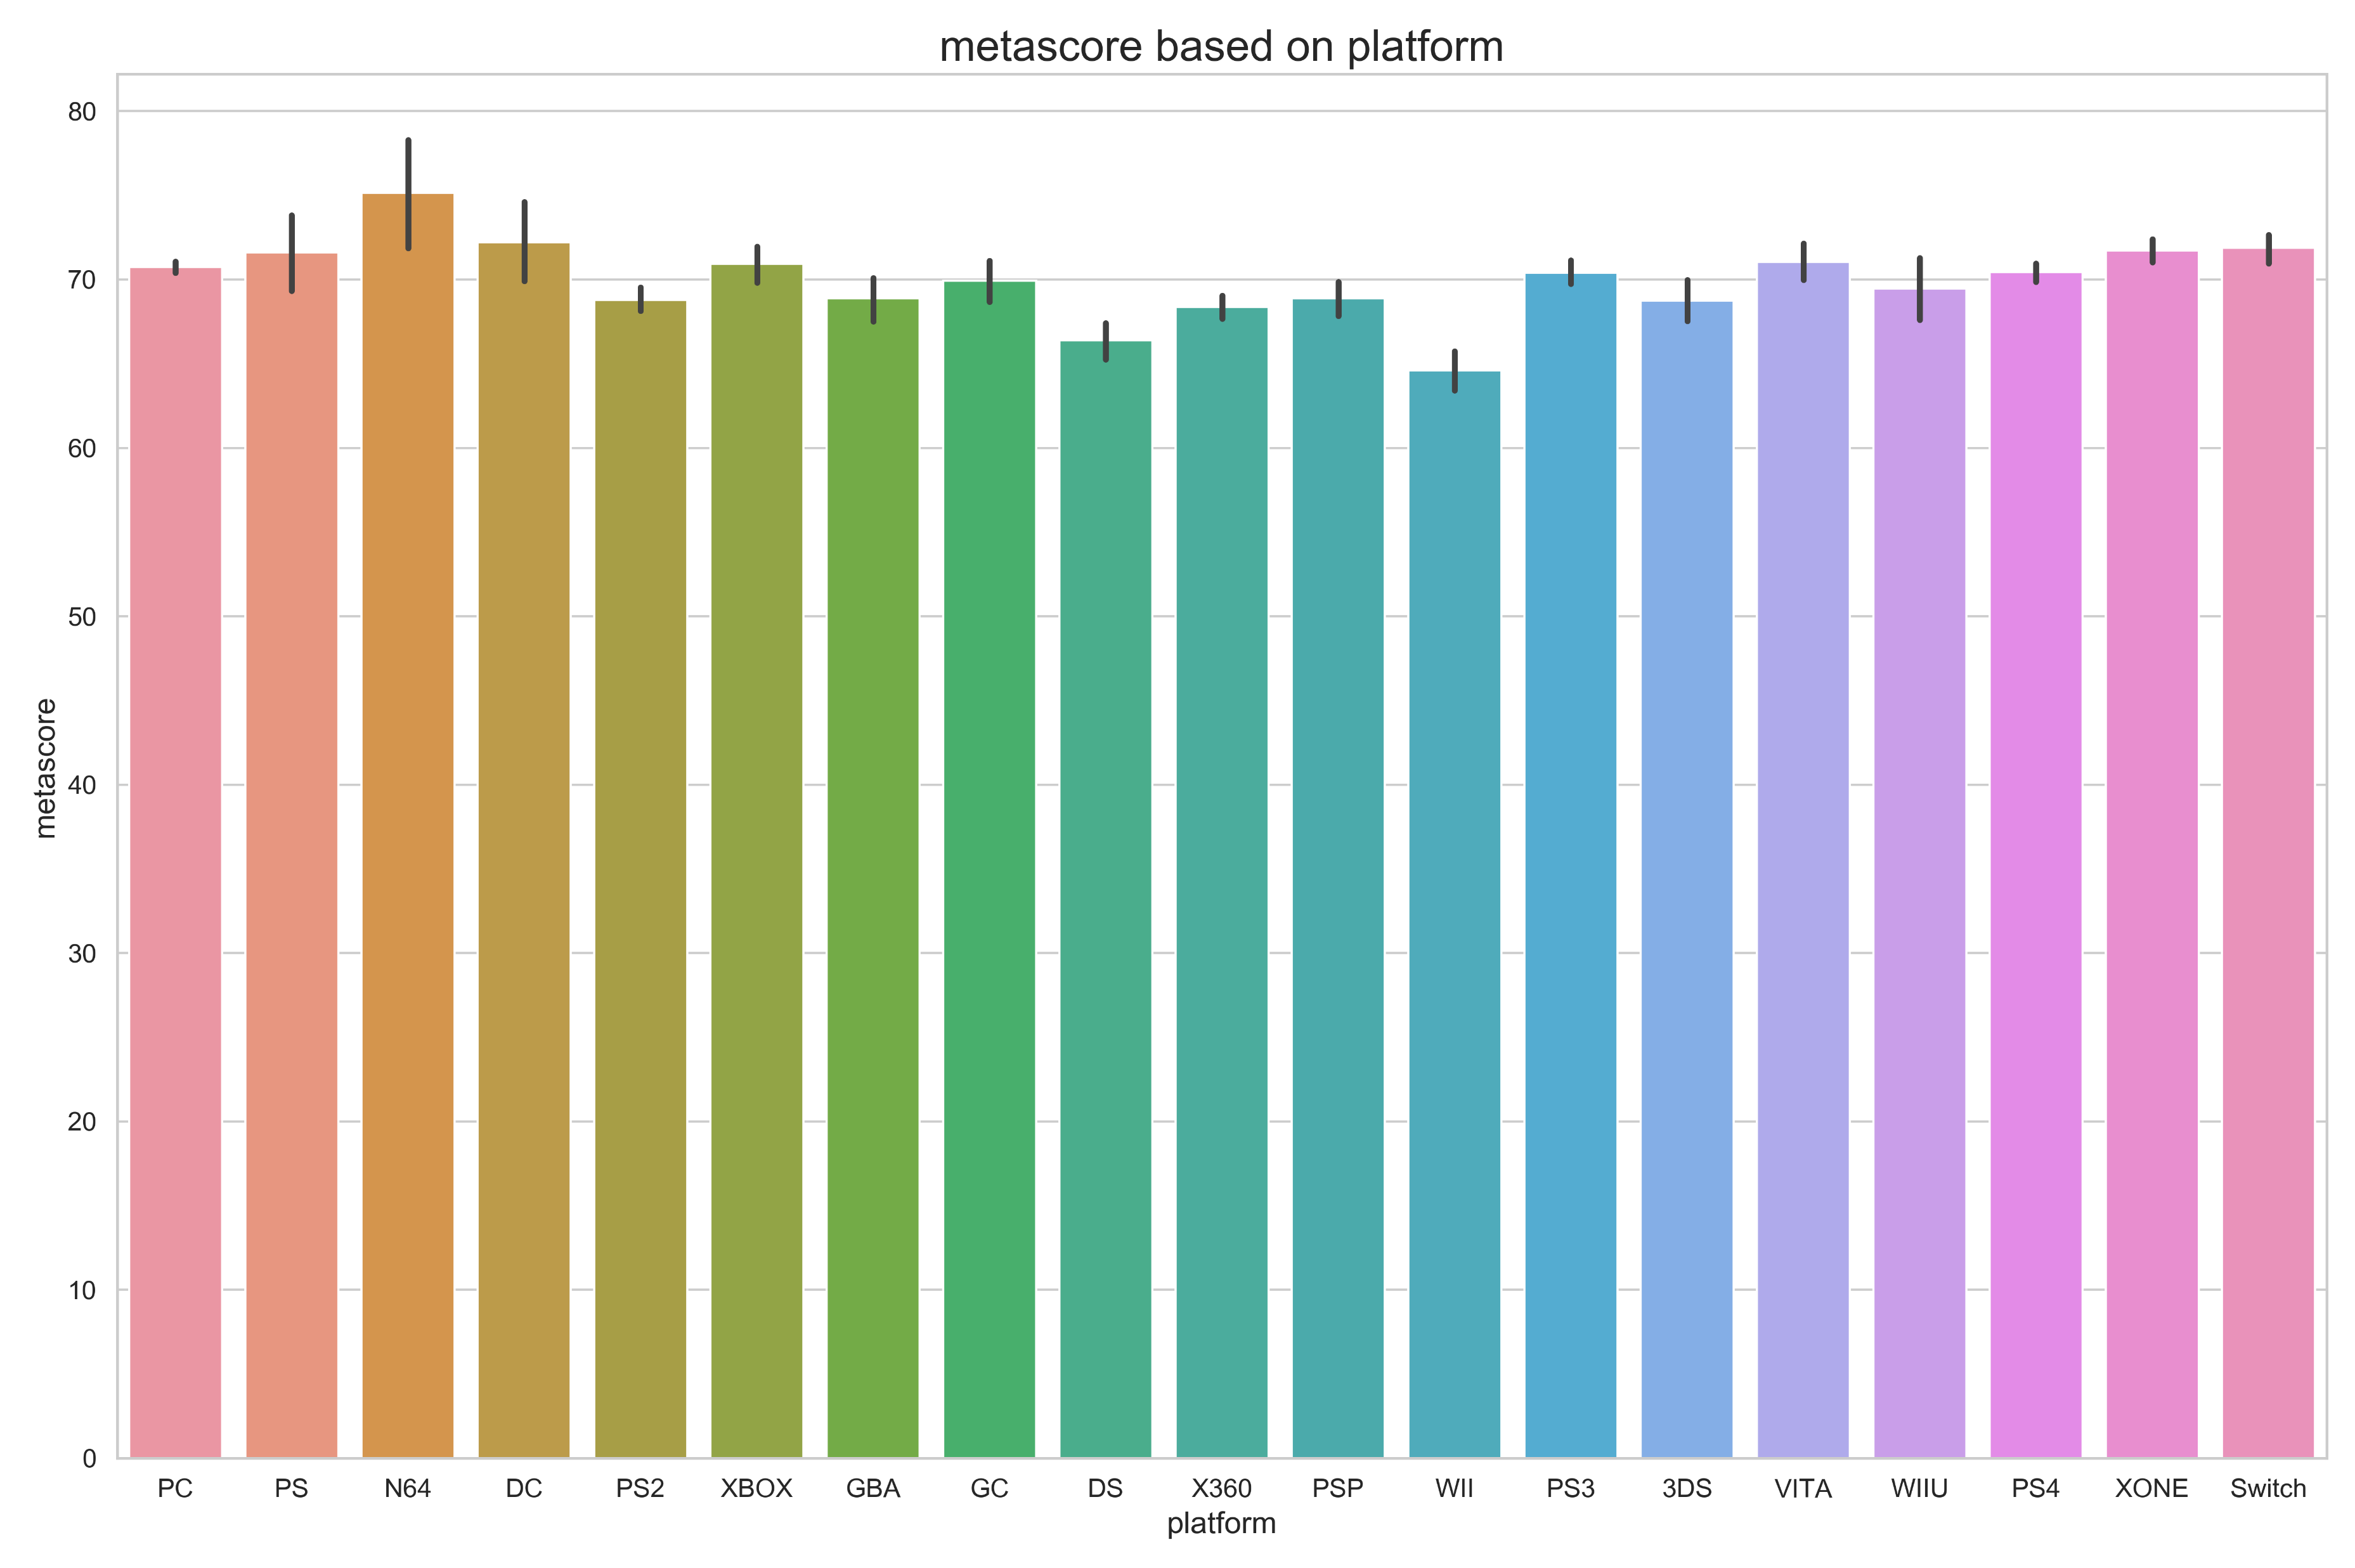 metascore based on platform
80
70
60
50
40
30
20
10
0
metascore
PC PS N64 DC PS2 XBOX GBA GC DS X360 PSP WII PS3 3DS VITA WIIU PS4 XONE Switch
platform